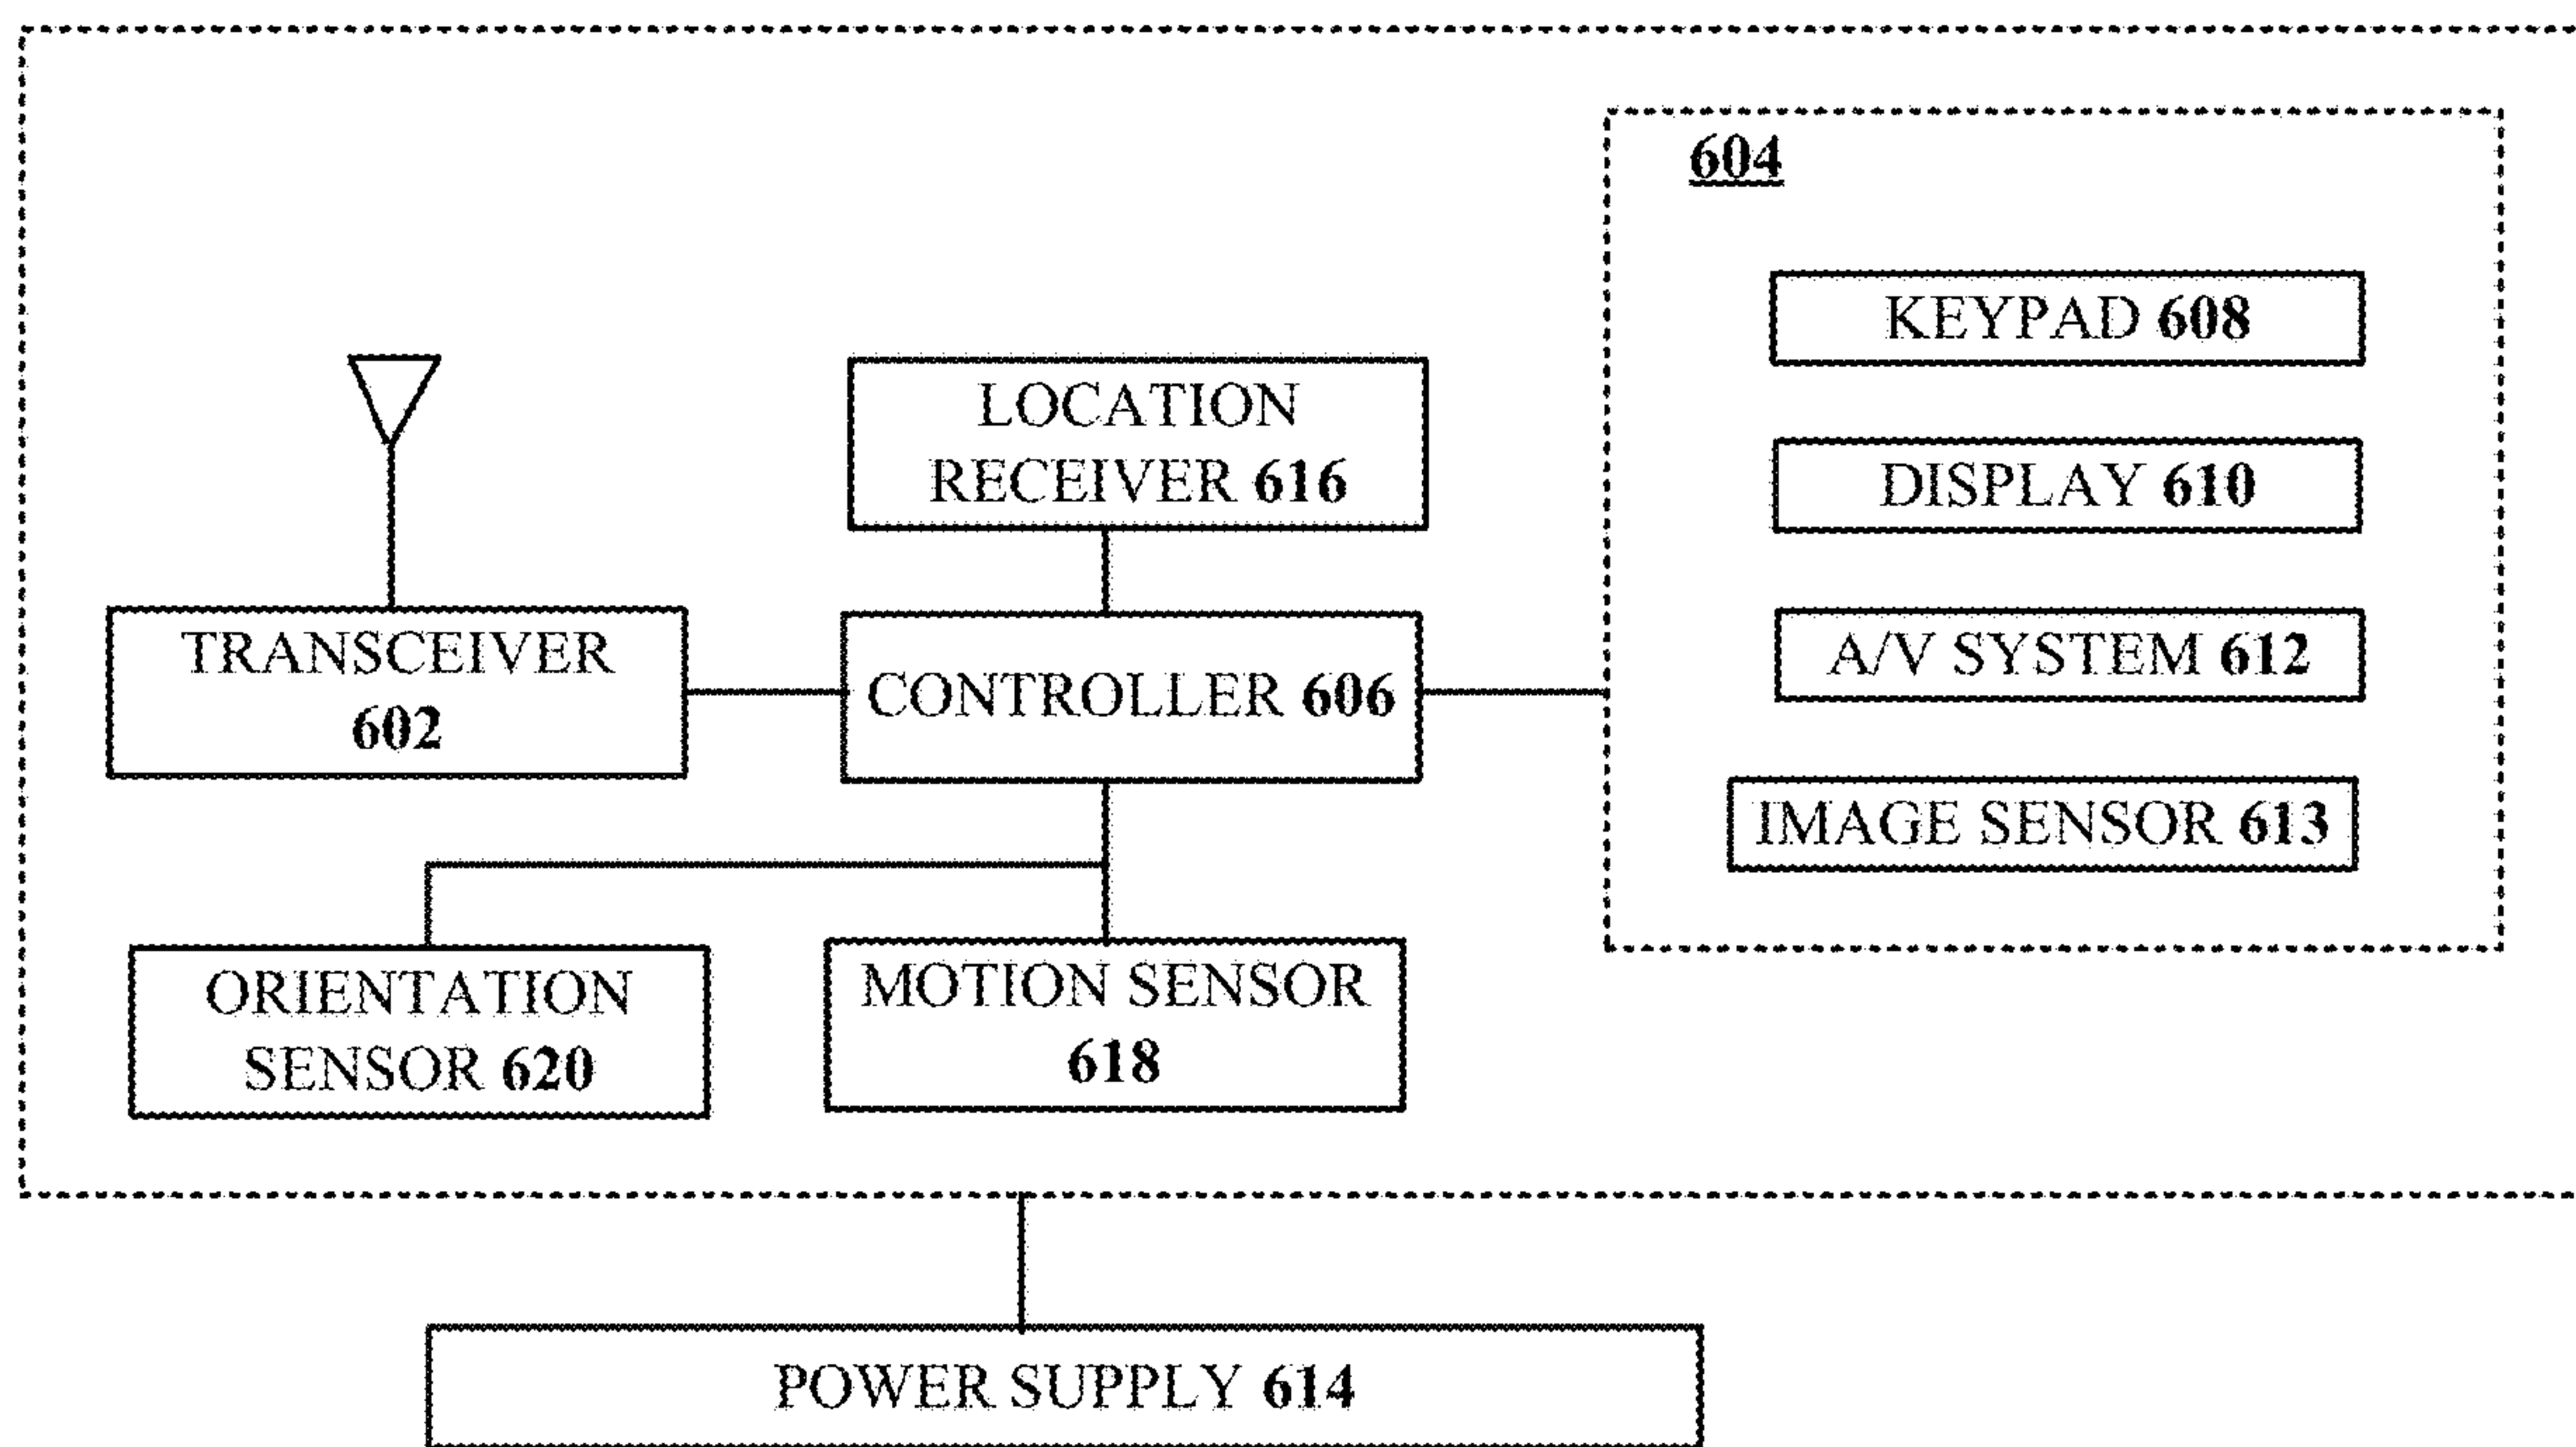 604
KEYPAD 608
LOCATION
RECEIVER 616
DISPLAY 610
TRANSCEIVER
602
CONTROLLER 606
A/V SYSTEM 612
IMAGE SENSOR 613
ORIENTATION
SENSOR 620
MOTION SENSOR
618
POWER SUPPLY 614